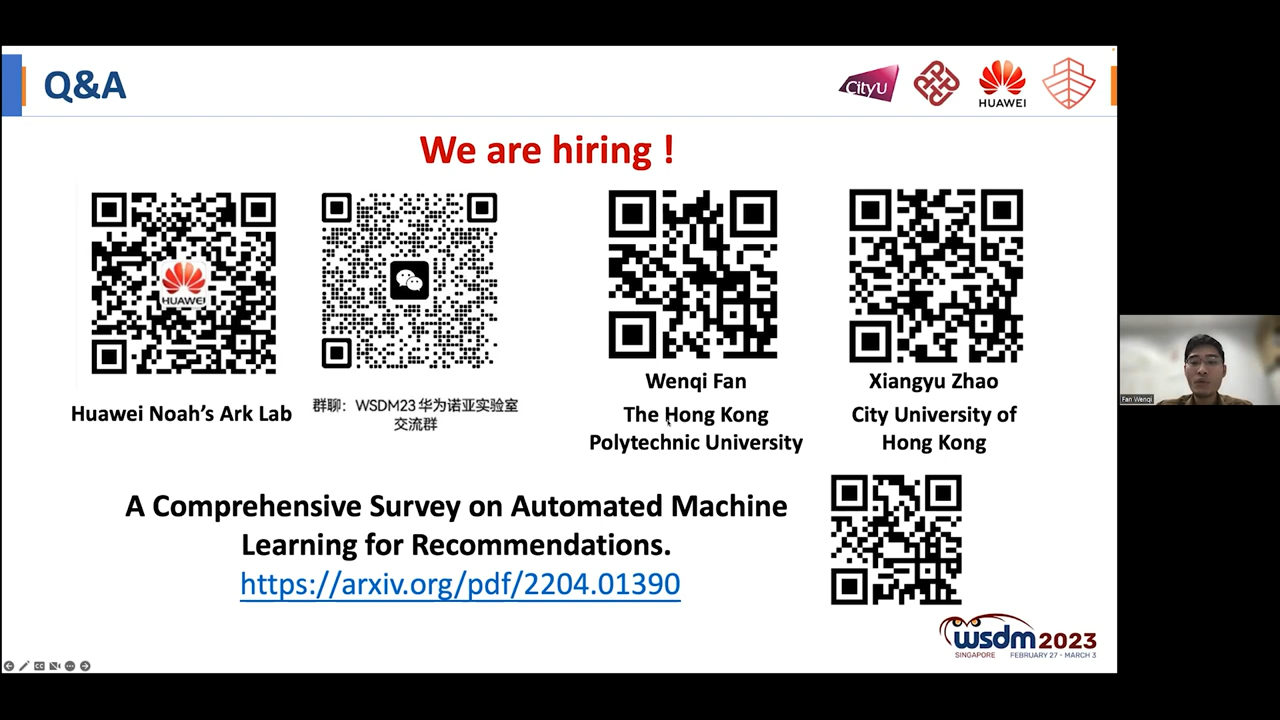 Q&A
CityU
HUAWEI
We are hiring !
HUAWEI
Huawei Noah's Ark Lab
群聊：WSDM23 华为诺亚实验室
交流群
Wenqi Fan
The Hong Kong
Polytechnic University
Xiangyu Zhao
City University of
Hong Kong
Fan Wenqi
A Comprehensive Survey on Automated Machine
Learning for Recommendations.
https://arxiv.org/pdf/2204.01390
wsdm 2023
SINGAPORE FEBRUARY 27 - MARCH 3